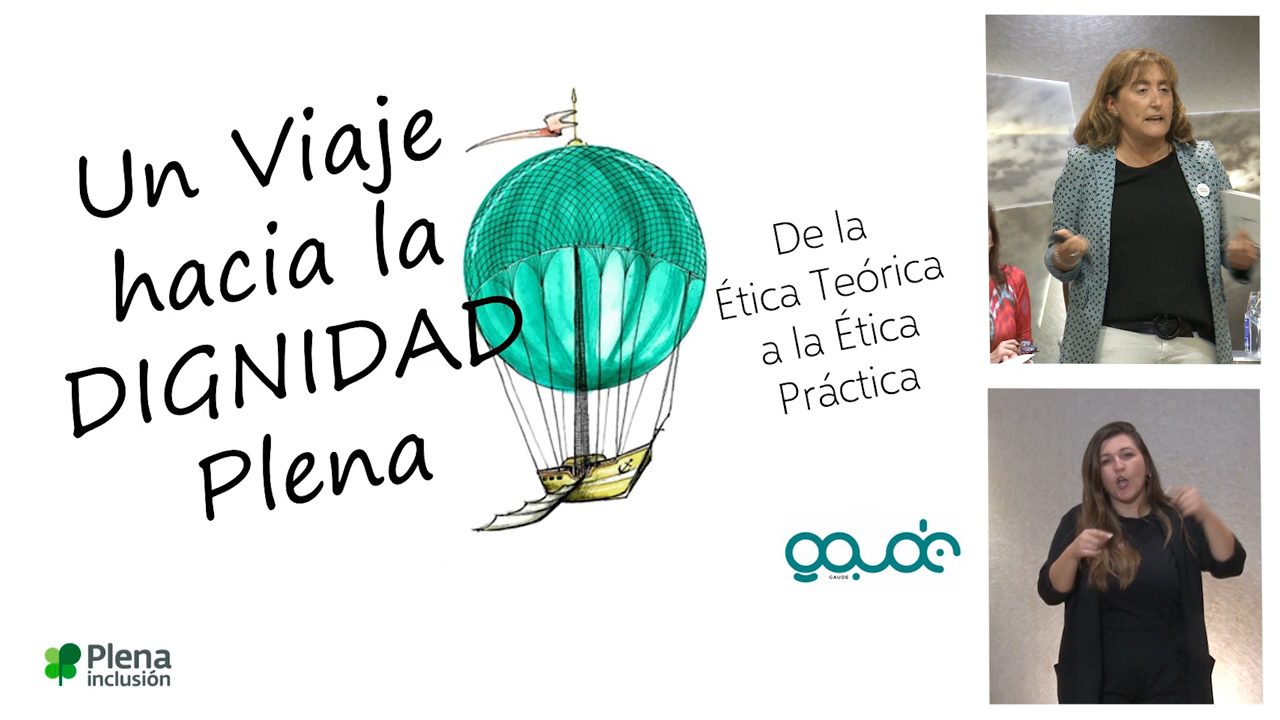 Un Viaje
hacia la
DIGNIDAD
Plena
De la
Ética Teórica
a la Ética
Práctica
gaude
GAUDE
Plena
inclusión